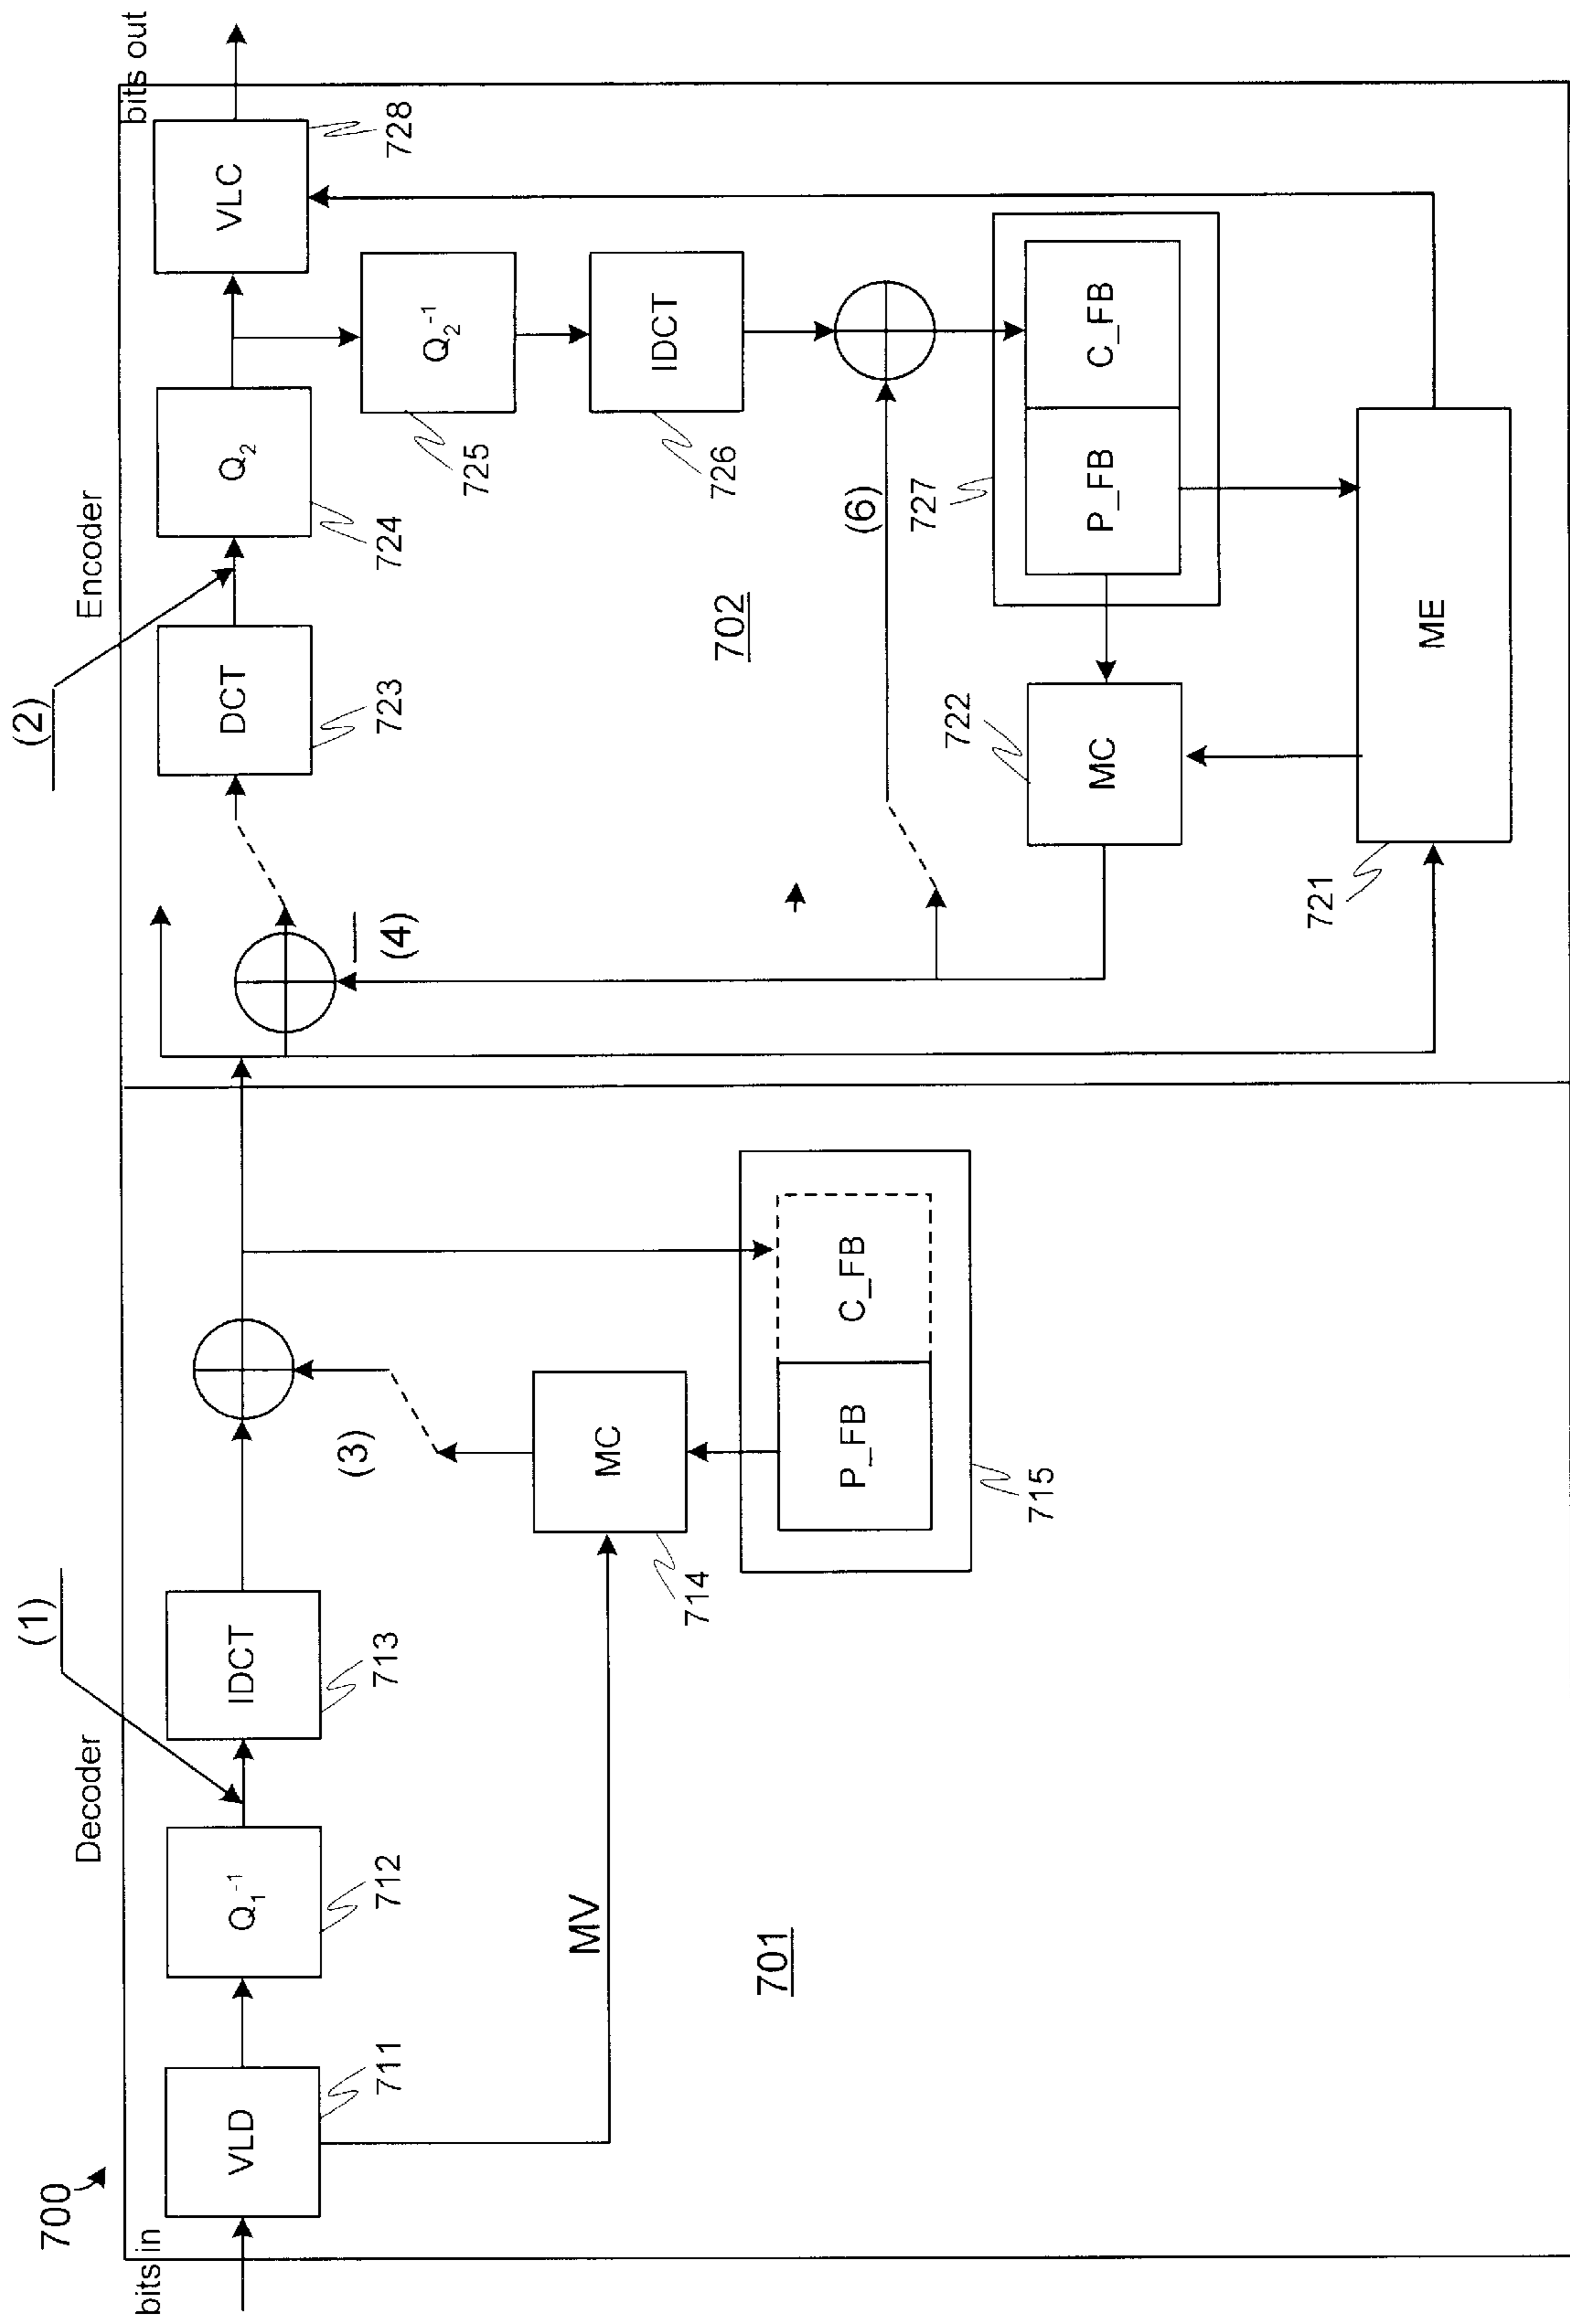 700
Decoder
Encoder
bits in
bits out
(1)
(2)
VLD
711
Q₁⁻¹
712
IDCT
713
DCT
723
Q₂
724
VLC
728
(3)
(4)
MV
MC
714
P_FB
C_FB
715
701
Q₂⁻¹
725
IDCT
726
702
(6)
727
P_FB
C_FB
MC
722
ME
721